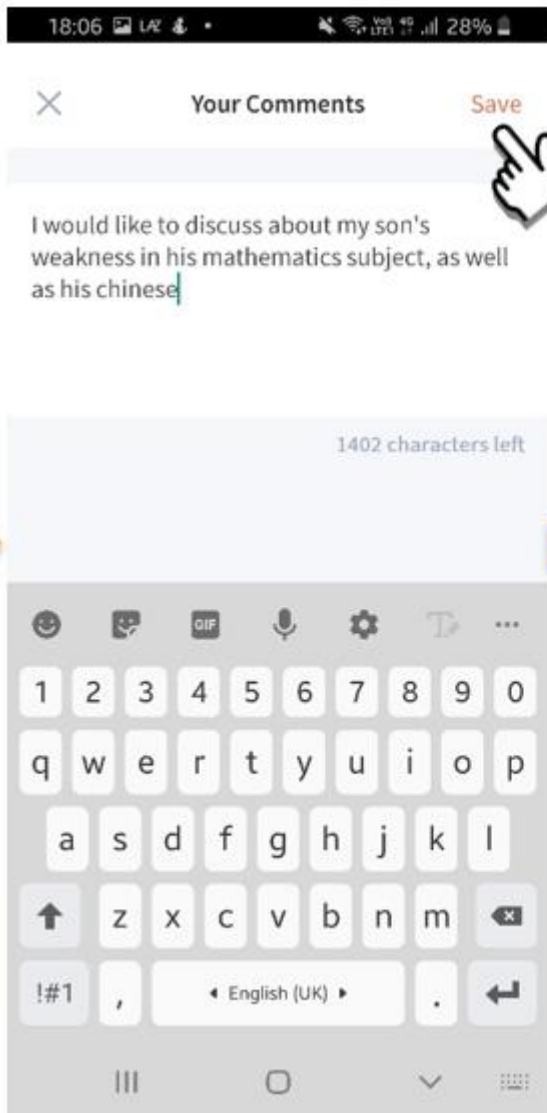 18:06 LAZ 28%
Your Comments Save
I would like to discuss about my son's
weakness in his mathematics subject, as well
as his chinese
1402 characters left
GIF
1 2 3 4 5 6 7 8 9 0
q w e r t y u i o p
a s d f g h j k l
z x c v b n m
!#1 , English (UK) .